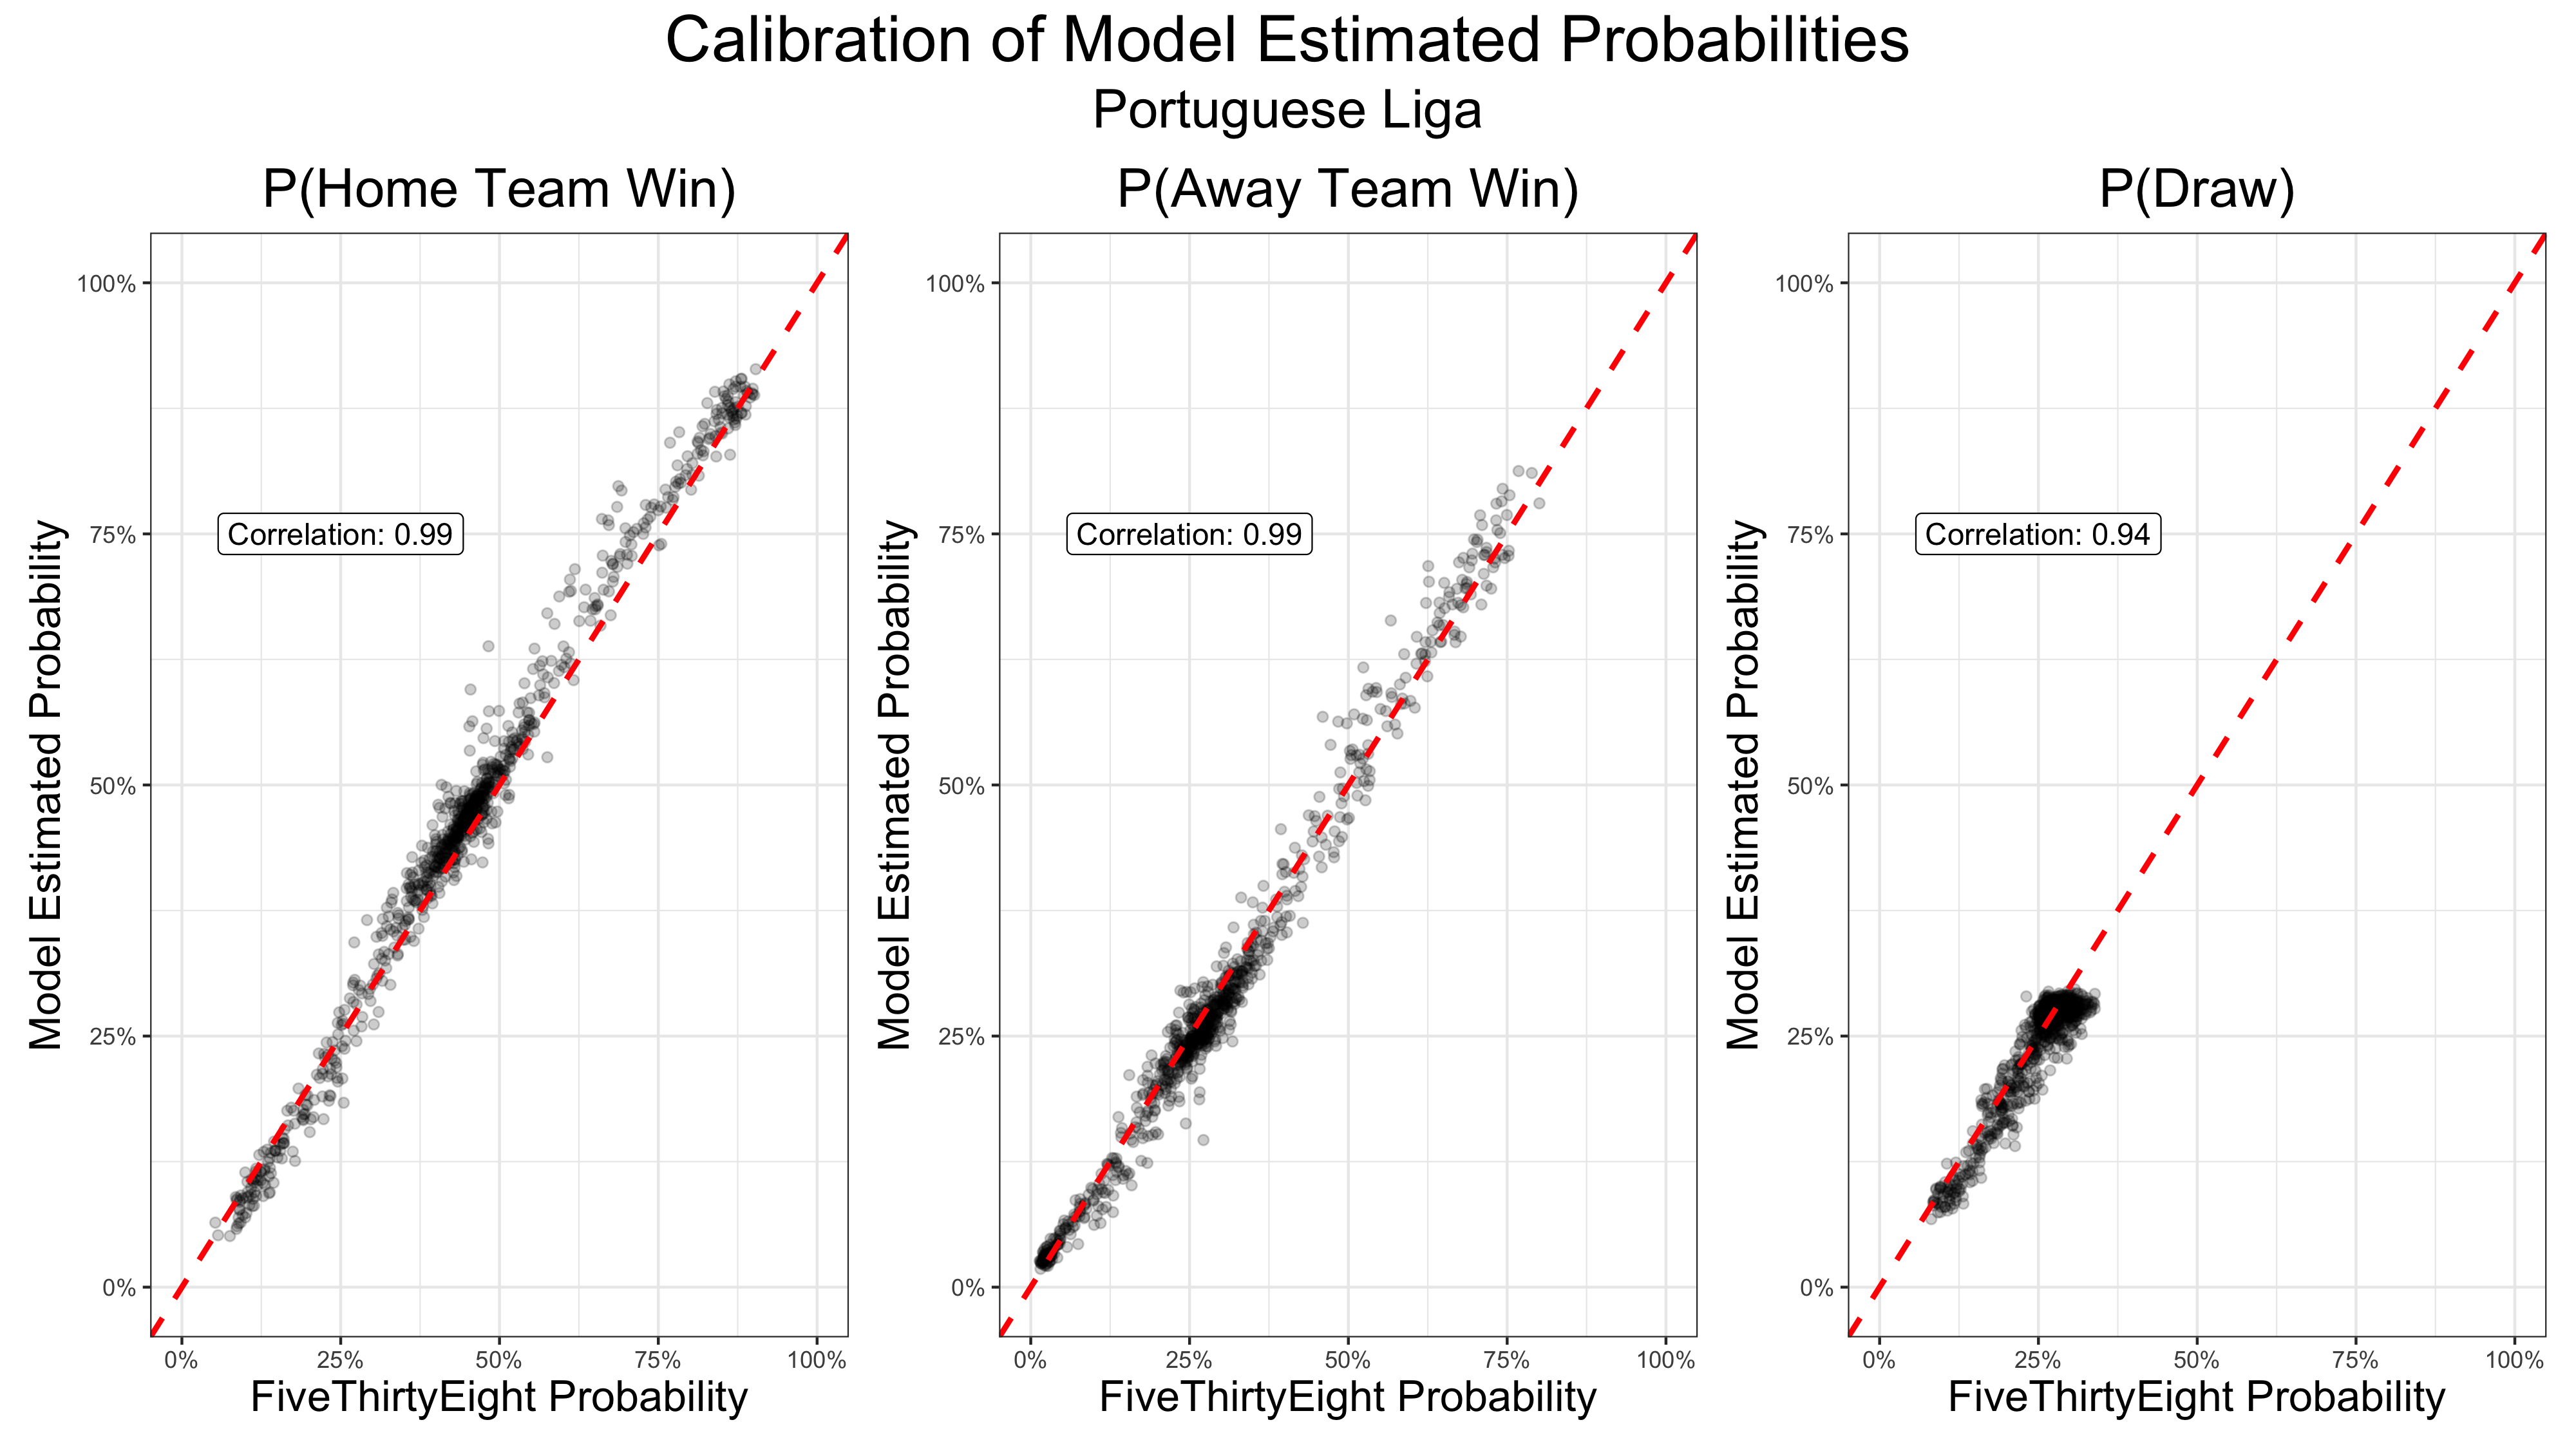 Calibration of Model Estimated Probabilities
Portuguese Liga
P(Home Team Win)
Model Estimated Probability
100%
75%
50%
25%
0%
Correlation: 0.99
0% 25% 50% 75% 100%
FiveThirtyEight Probability
P(Away Team Win)
Model Estimated Probability
100%
75%
50%
25%
0%
Correlation: 0.99
0% 25% 50% 75% 100%
FiveThirtyEight Probability
P(Draw)
Model Estimated Probability
100%
75%
50%
25%
0%
Correlation: 0.94
0% 25% 50% 75% 100%
FiveThirtyEight Probability